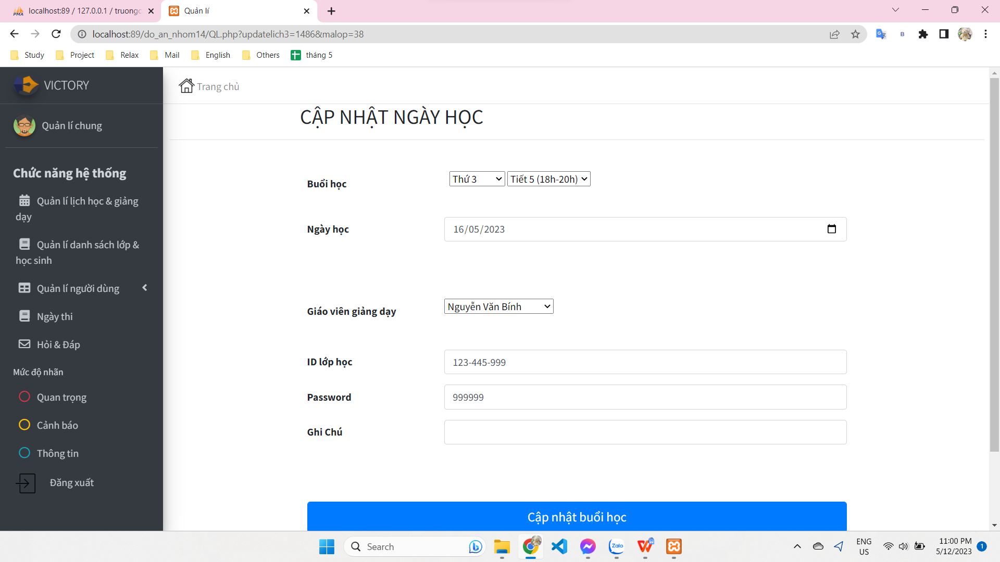 localhost:89 / 127.0.0.1 / truongc
Quản lí
localhost:89/do_an_nhom14/QL.php?updatelich3=1486&malop=38
Study
Project
Relax
Mail
English
Others
tháng 5
VICTORY
Trang chủ
CẬP NHẬT NGÀY HỌC
Quản lí chung
Chức năng hệ thống
Quản lí lịch học & giảng
dạy
Quản lí danh sách lớp &
học sinh
Quản lí người dùng
Ngày thi
Hỏi & Đáp
Mức độ nhãn
Quan trọng
Cảnh báo
Thông tin
Đăng xuất
Buổi học
Thứ 3
Tiết 5 (18h-20h)
Ngày học
16/05/2023
Giáo viên giảng dạy
Nguyễn Văn Bính
ID lớp học
123-445-999
Password
999999
Ghi Chú
Cập nhật buổi học
Search
Zalo
ENG
US
11:00 PM
5/12/2023
1